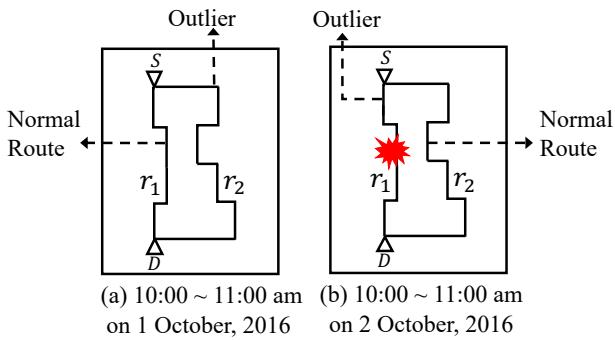 Outlier
S
Normal
Route
r1
r2
D
(a) 10:00 ~ 11:00 am
on 1 October, 2016
Outlier
S
Normal
Route
r1
r2
D
(b) 10:00 ~ 11:00 am
on 2 October, 2016